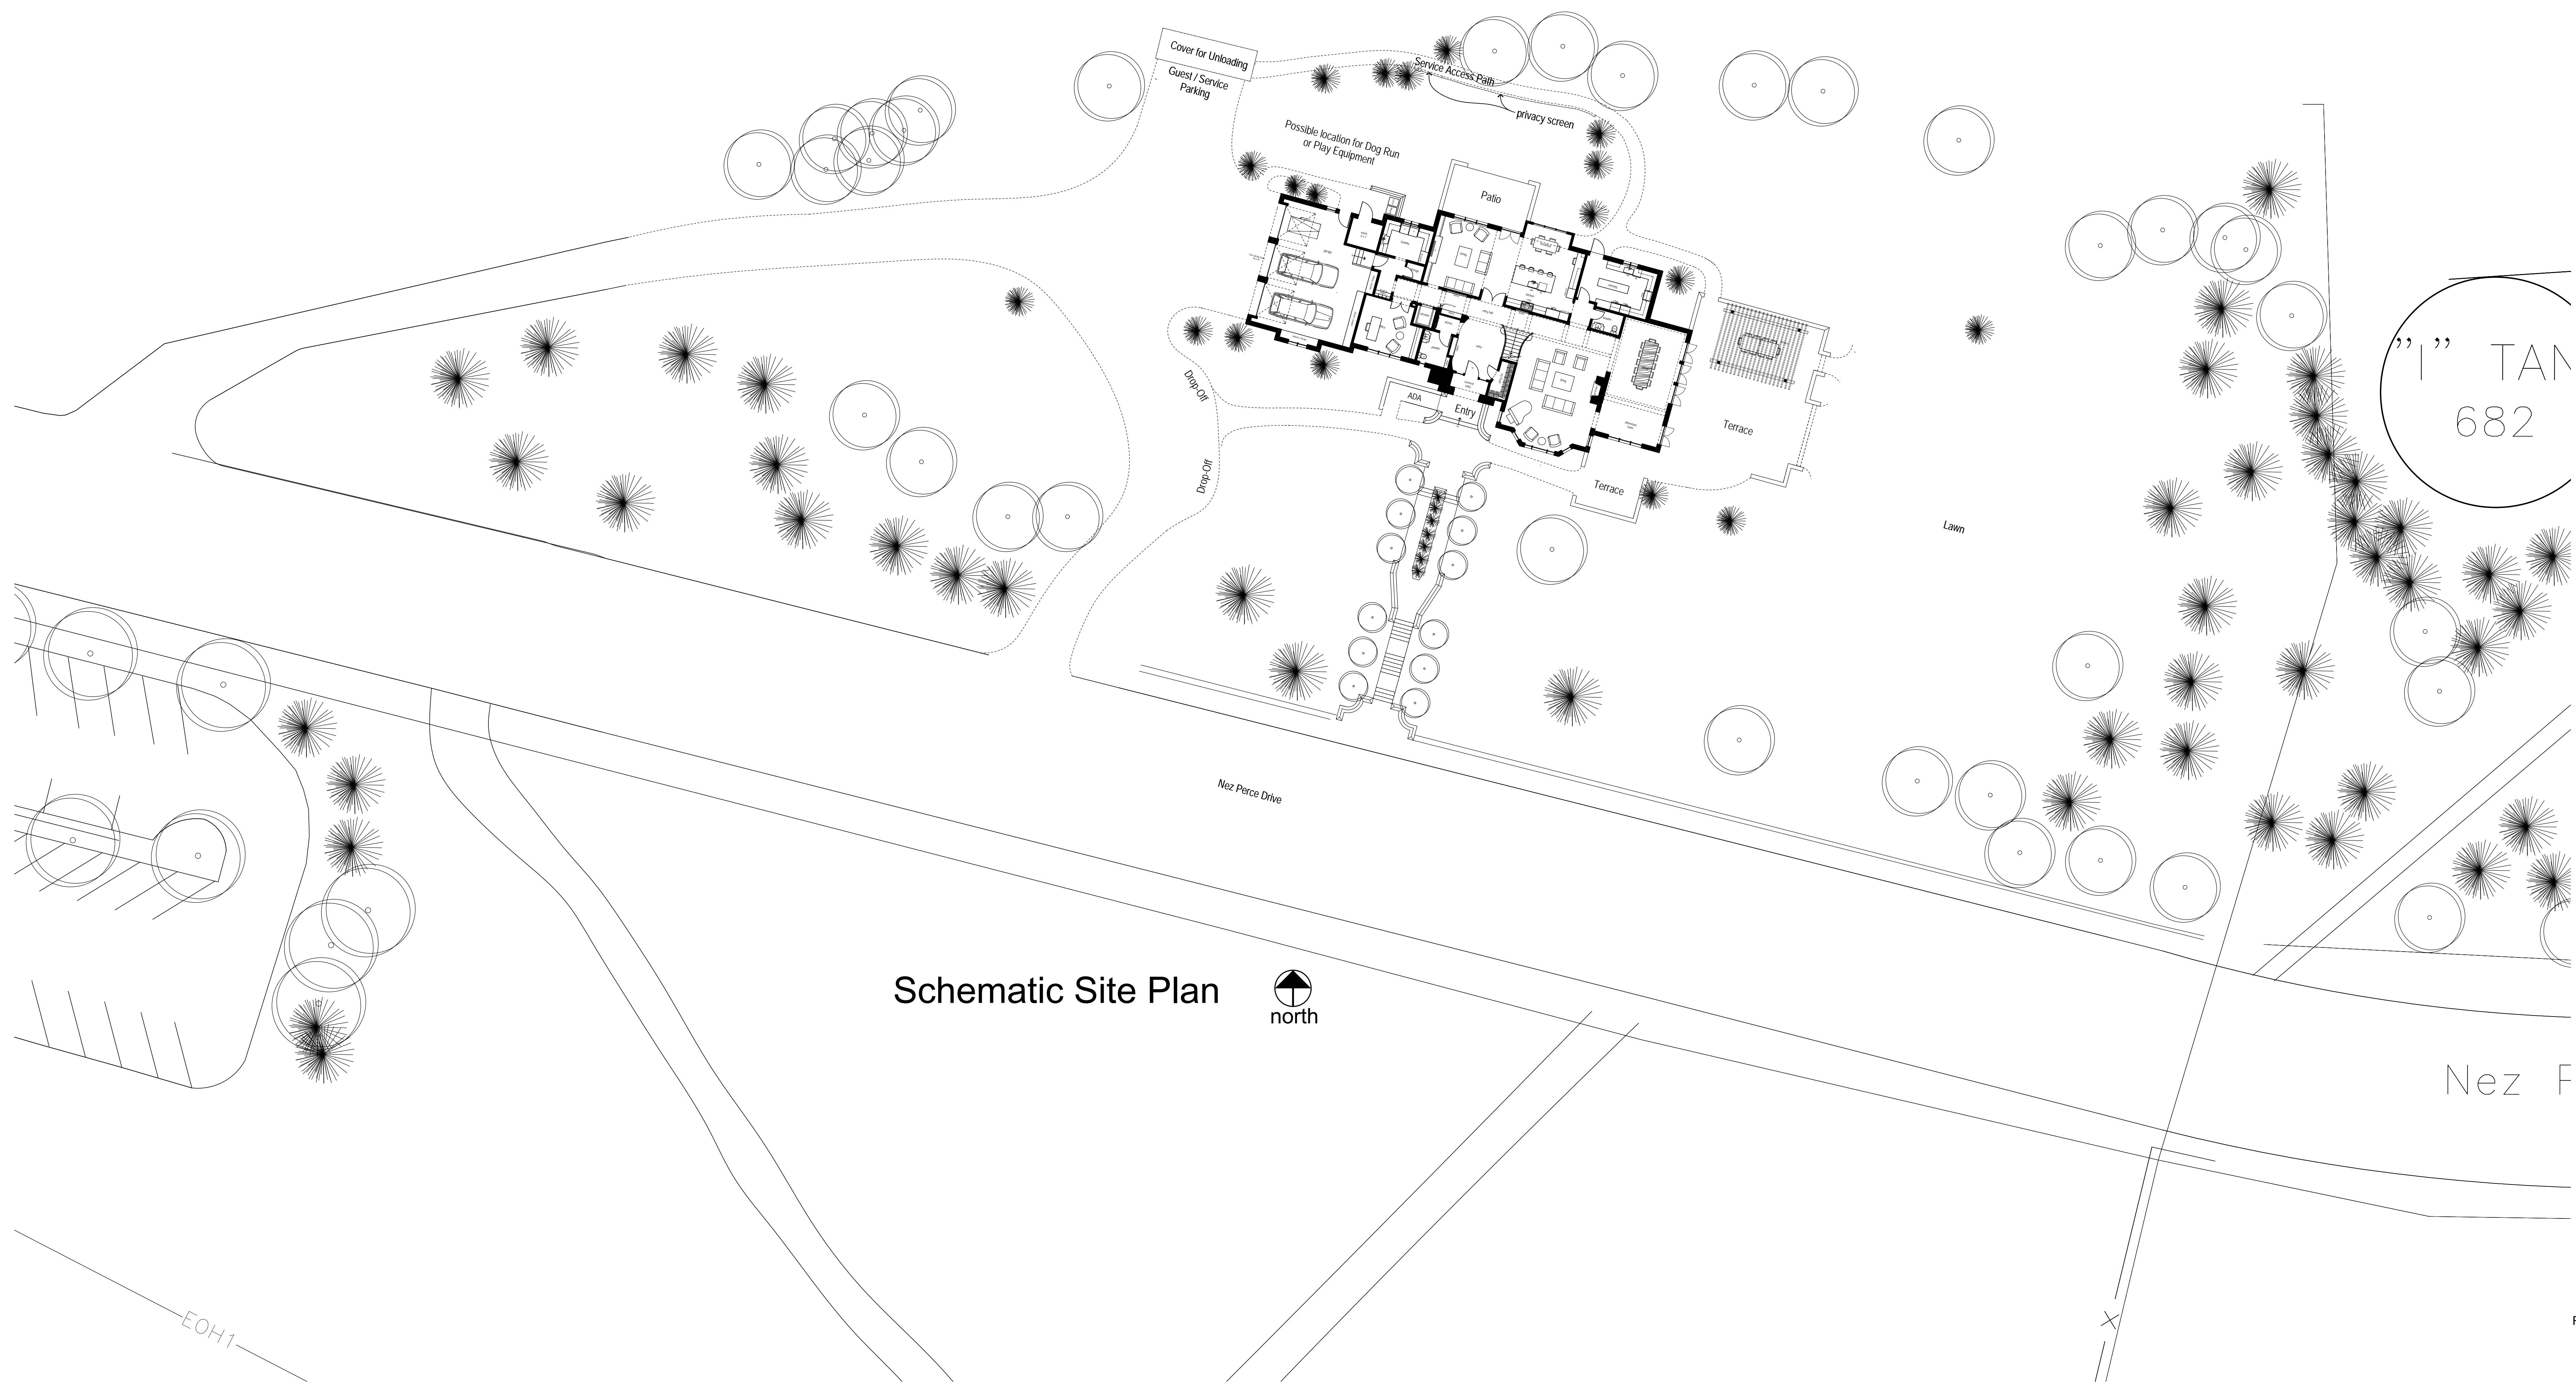 Cover for Unloading
Guest / Service
Parking
Service Access Path
privacy screen
Possible location for Dog Run
or Play Equipment
Patio
Drop-Off
ADA
Entry
Terrace
"I" TAN
682
Drop-Off
Terrace
Lawn
Nez Perce Drive
Schematic Site Plan
north
Nez P
EOH1
X